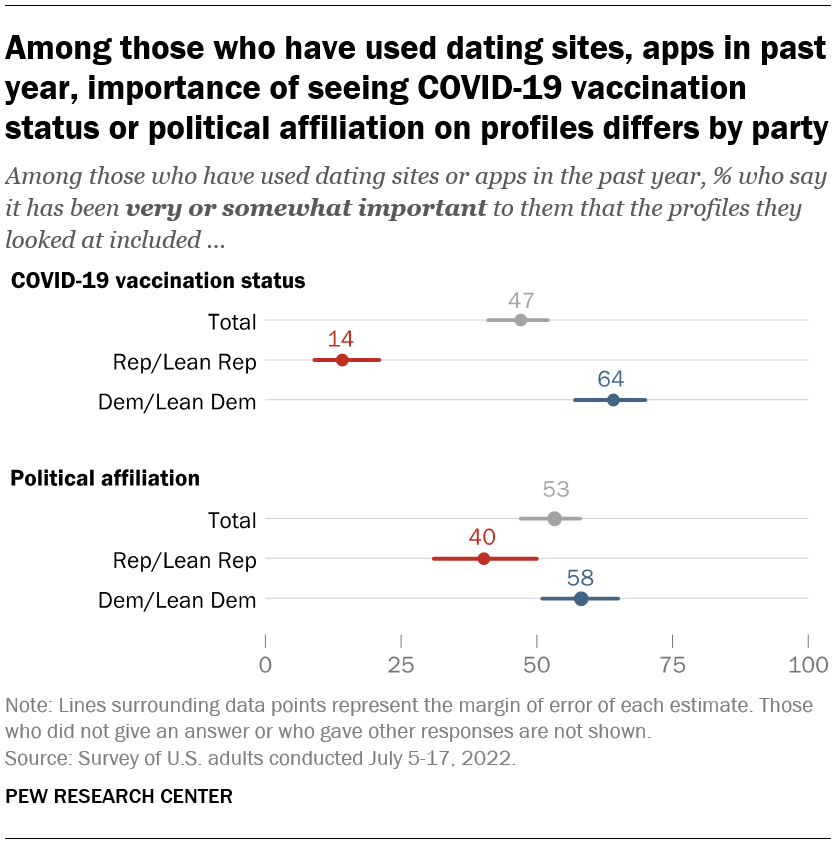 Among those who have used dating sites, apps in past
year, importance of seeing COVID-19 vaccination
status or political affiliation on profiles differs by party
Among those who have used dating sites or apps in the past year, % who say
it has been very or somewhat important to them that the profiles they
looked at included ...
COVID-19 vaccination status
47
Total
14
Rep/Lean Rep
64
Dem/Lean Dem
Political affiliation
53
Total
40
Rep/Lean Rep
58
Dem/Lean Dem
0 25 50 75 100
Note: Lines surrounding data points represent the margin of error of each estimate. Those
who did not give an answer or who gave other responses are not shown.
Source: Survey of U.S. adults conducted July 5-17, 2022.
PEW RESEARCH CENTER